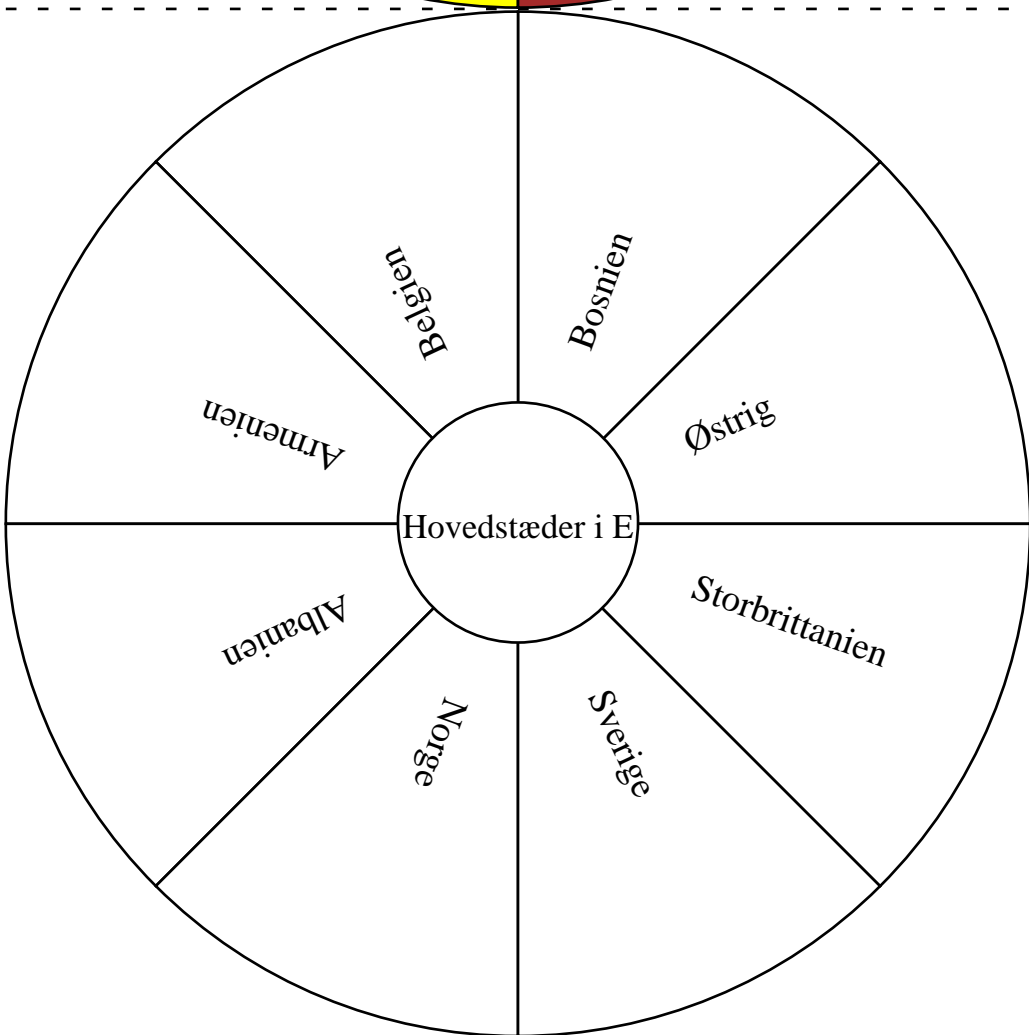 Belgien
Bosnien
Armenien
Østrig
Hovedstæder i E
Albanien
Storbrittanien
Norge
Sverige